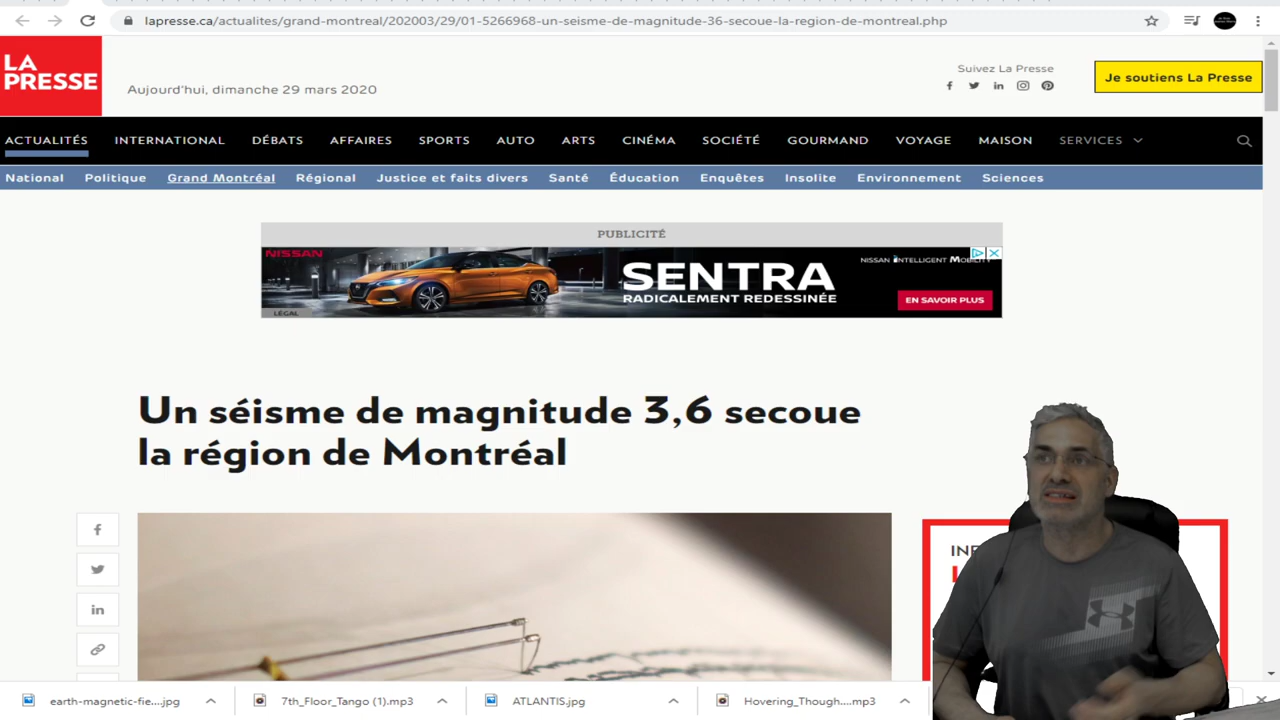 lapresse.ca/actualites/grand-montreal/202003/29/01-5266968-un-seisme-de-magnitude-36-secoue-la-region-de-montreal.php
LA
PRESSE
Aujourd'hui, dimanche 29 mars 2020
Suivez La Presse
Je soutiens La Presse
ACTUALITÉS INTERNATIONAL DÉBATS AFFAIRES SPORTS AUTO ARTS CINÉMA SOCIÉTÉ GOURMAND VOYAGE MAISON SERVICES
National Politique Grand Montréal Régional Justice et faits divers Santé Éducation Enquêtes Insolite Environnement Sciences
PUBLICITÉ
NISSAN
NISSAN INTELLIGENT MOBILITY
SENTRA
RADICALEMENT REDESSINÉE
EN SAVOIR PLUS
LÉGAL
Un séisme de magnitude 3,6 secoue
la région de Montréal
earth-magnetic-fie....jpg 7th_Floor_Tango (1).mp3 ATLANTIS.jpg Hovering_Though....mp3